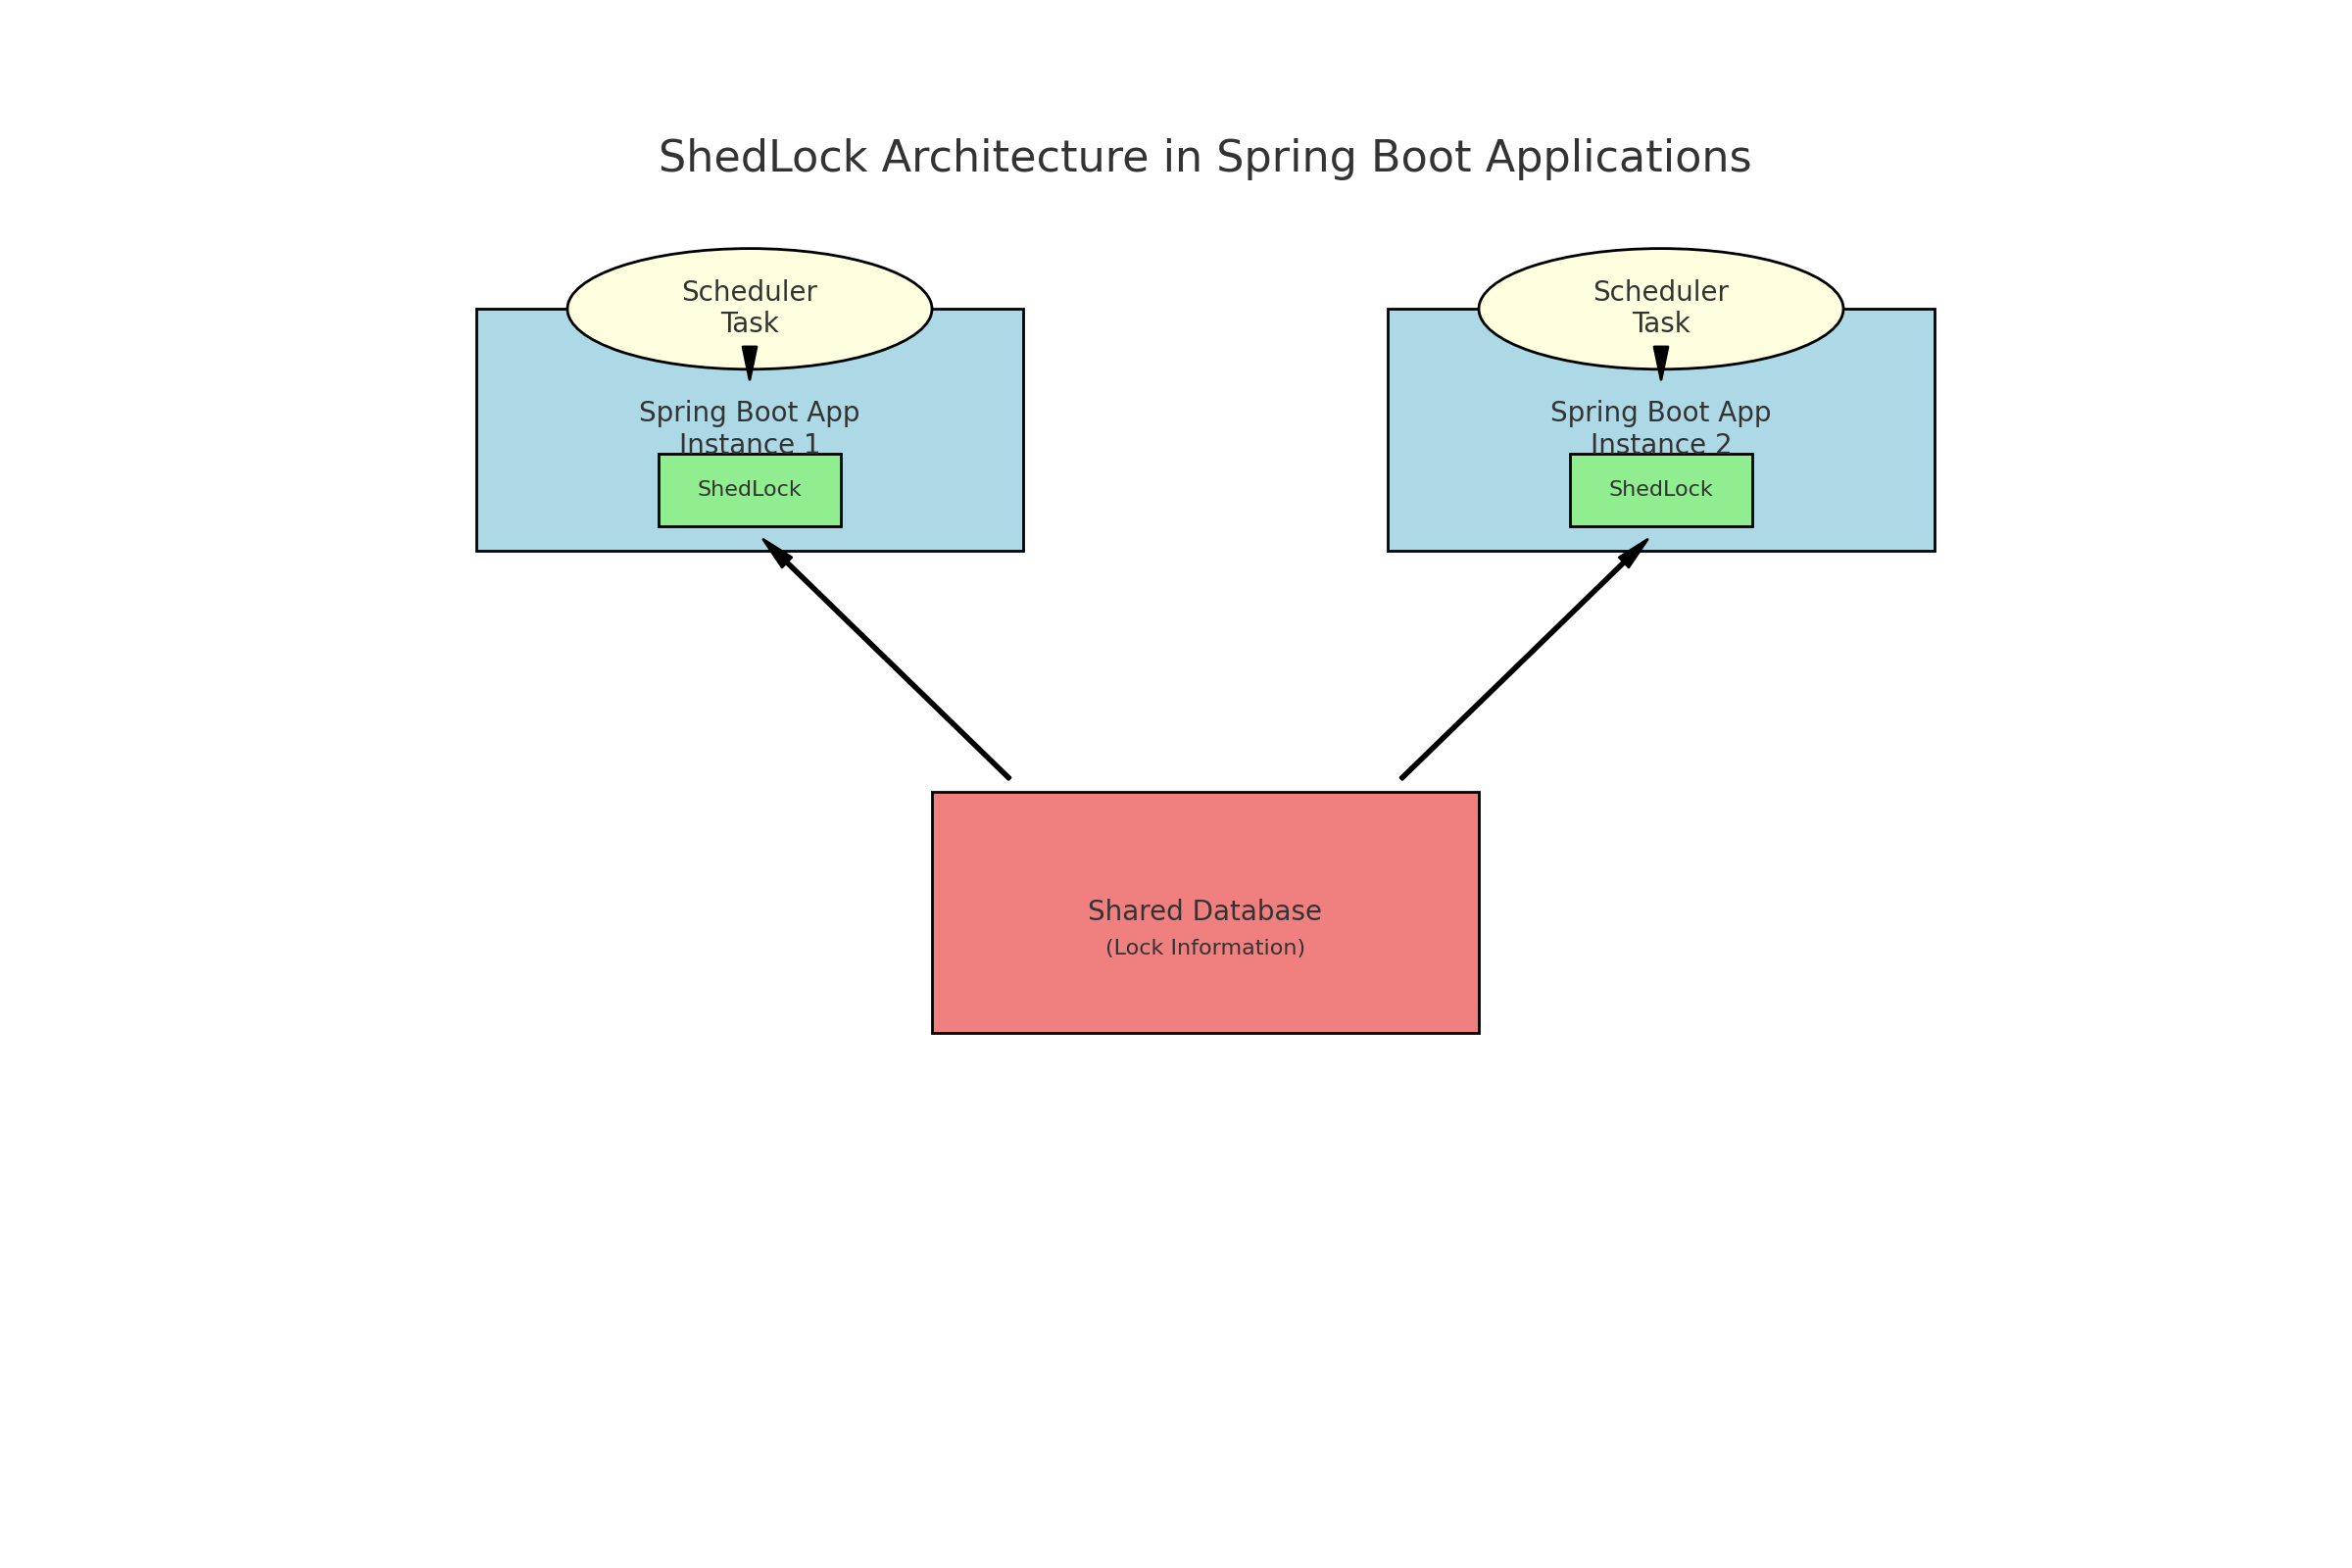 ShedLock Architecture in Spring Boot Applications
Scheduler
Task
Spring Boot App
Instance 1
ShedLock
Scheduler
Task
Spring Boot App
Instance 2
ShedLock
Shared Database
(Lock Information)